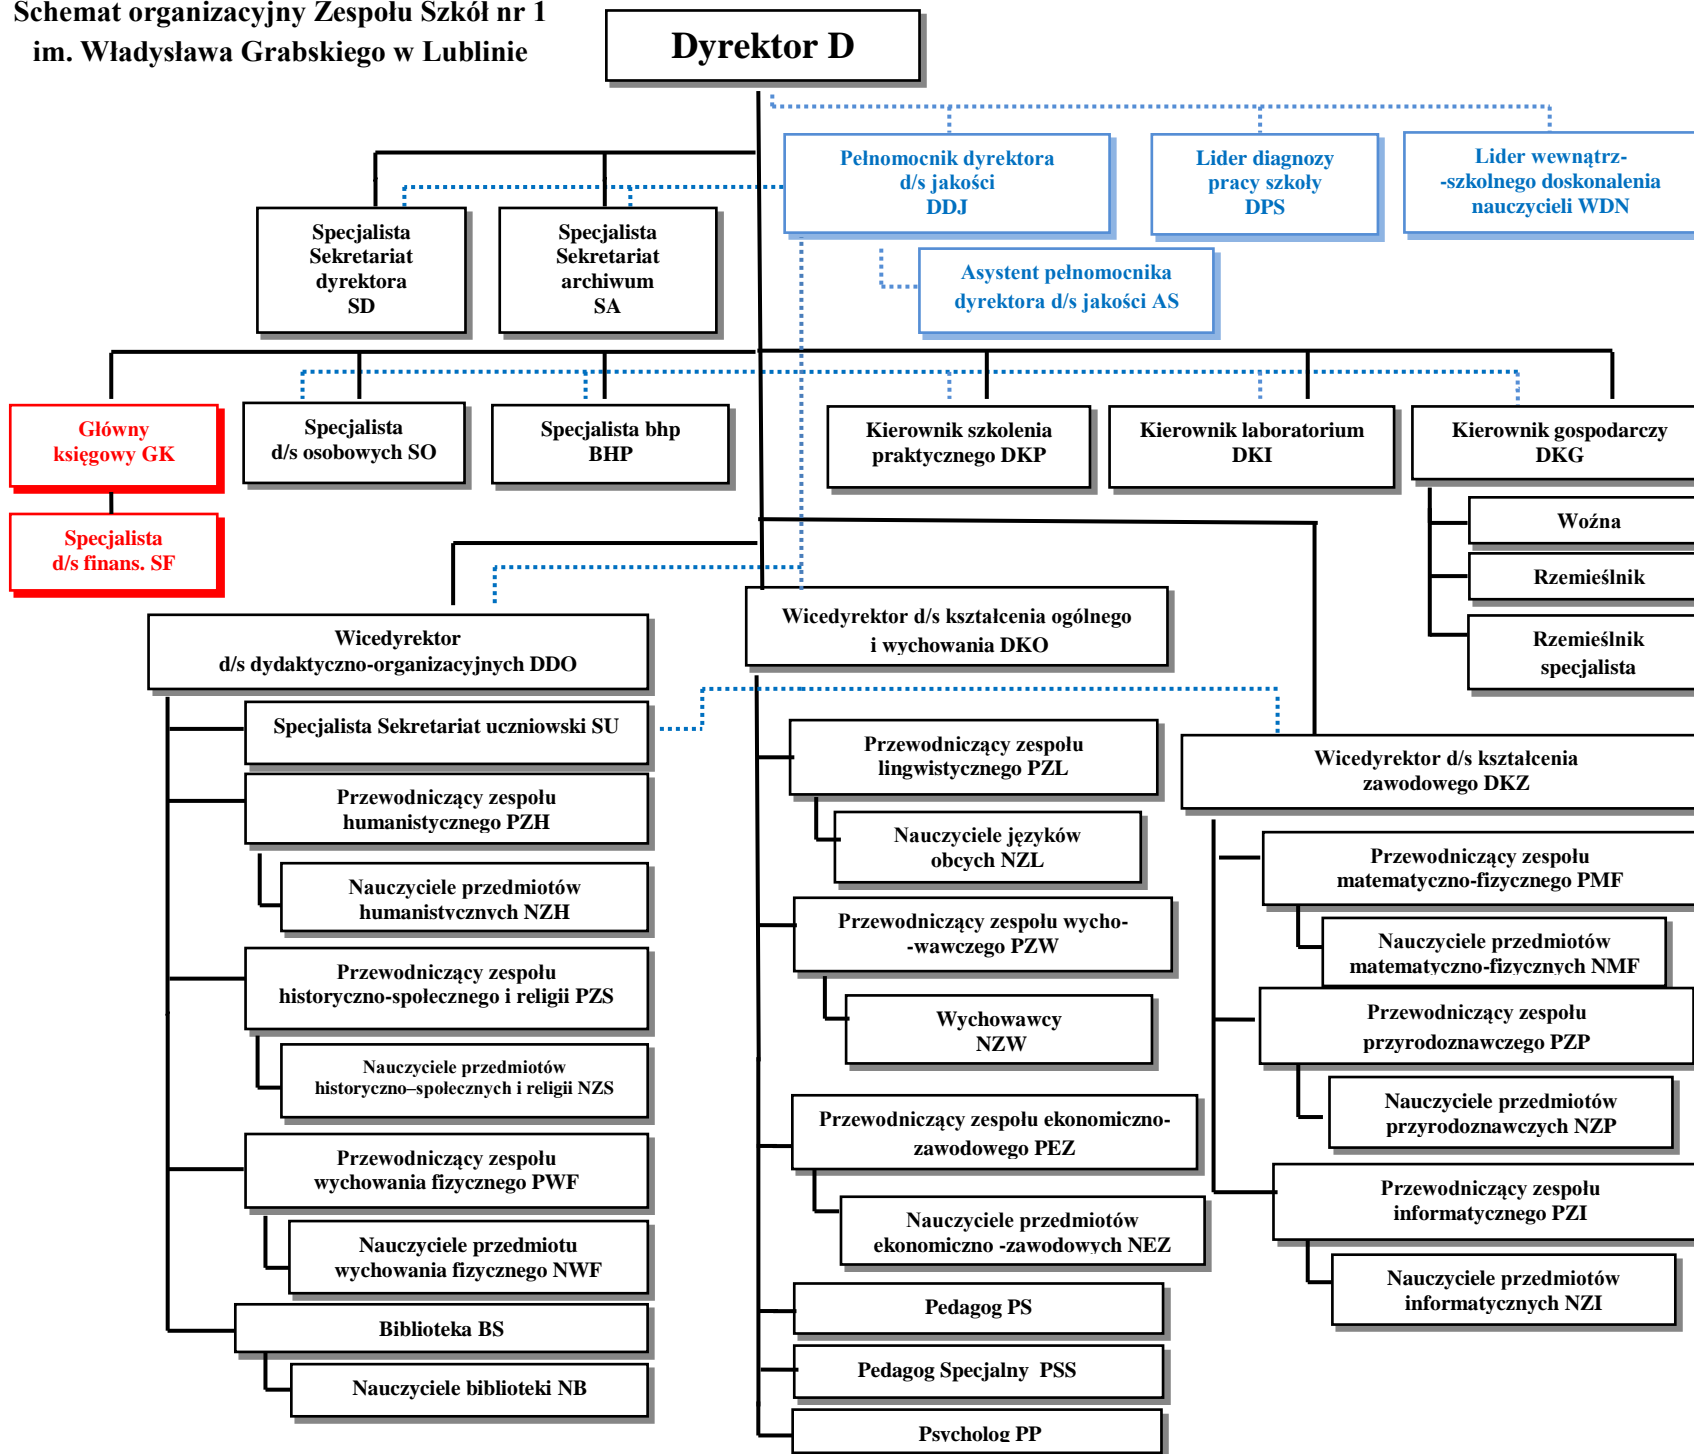 Schemat organizacyjny Zespołu Szkół nr 1
im. Władysława Grabskiego w Lublinie
Dyrektor D
Pełnomocnik dyrektora
d/s jakości
DDJ
Lider diagnozy
pracy szkoły
DPS
Lider wewnątrz-
-szkolnego doskonalenia
nauczycieli WDN
Specjalista
Sekretariat
dyrektora
SD
Specjalista
Sekretariat
archiwum
SA
Asystent pełnomocnika
dyrektora d/s jakości AS
Główny
księgowy GK
Specjalista
d/s osobowych SO
Specjalista bhp
BHP
Kierownik szkolenia
praktycznego DKP
Kierownik laboratorium
DKI
Kierownik gospodarczy
DKG
Specjalista
d/s finans. SF
Woźna
Rzemieślnik
Rzemieślnik
specjalista
Wicedyrektor
d/s dydaktyczno-organizacyjnych DDO
Specjalista Sekretariat uczniowski SU
Przewodniczący zespołu
humanistycznego PZH
Nauczyciele przedmiotów
humanistycznych NZH
Przewodniczący zespołu
historyczno-społecznego i religii PZS
Nauczyciele przedmiotów
historyczno–społecznych i religii NZS
Przewodniczący zespołu
wychowania fizycznego PWF
Nauczyciele przedmiotu
wychowania fizycznego NWF
Biblioteka BS
Nauczyciele biblioteki NB
Wicedyrektor d/s kształcenia ogólnego
i wychowania DKO
Przewodniczący zespołu
lingwistycznego PZL
Nauczyciele języków
obcych NZL
Przewodniczący zespołu wycho-
-wawczego PZW
Wychowawcy
NZW
Przewodniczący zespołu ekonomiczno-
zawodowego PEZ
Nauczyciele przedmiotów
ekonomiczno -zawodowych NEZ
Pedagog PS
Pedagog Specjalny PSS
Psycholog PP
Wicedyrektor d/s kształcenia
zawodowego DKZ
Przewodniczący zespołu
matematyczno-fizycznego PMF
Nauczyciele przedmiotów
matematyczno-fizycznych NMF
Przewodniczący zespołu
przyrodoznawczego PZP
Nauczyciele przedmiotów
przyrodoznawczych NZP
Przewodniczący zespołu
informatycznego PZI
Nauczyciele przedmiotów
informatycznych NZI